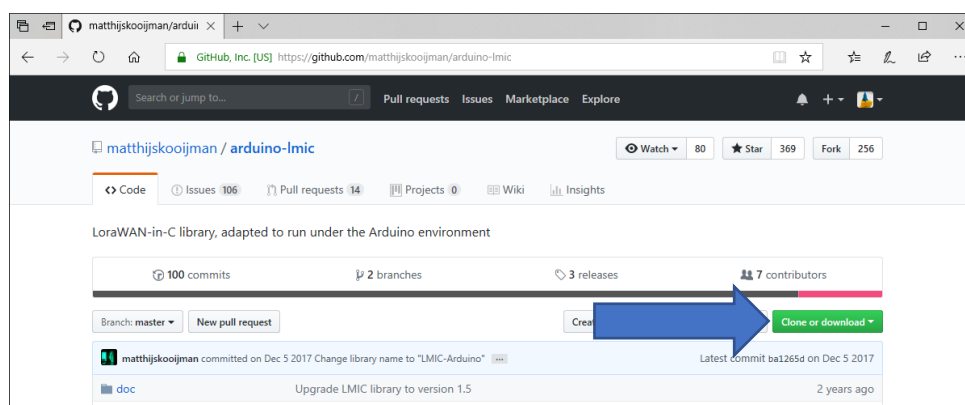 matthijskooijman/arduin
GitHub, Inc. [US] https://github.com/matthijskooijman/arduino-lmic
Search or jump to... / Pull requests Issues Marketplace Explore
matthijskooijman / arduino-lmic Watch 80 Star 369 Fork 256
Code Issues 106 Pull requests 14 Projects 0 Wiki Insights
LoraWAN-in-C library, adapted to run under the Arduino environment
100 commits 2 branches 3 releases 7 contributors
Branch: master New pull request Clone or download
matthijskooijman committed on Dec 5 2017 Change library name to "LMIC-Arduino" ... Latest commit ba1265d on Dec 5 2017
doc Upgrade LMIC library to version 1.5 2 years ago